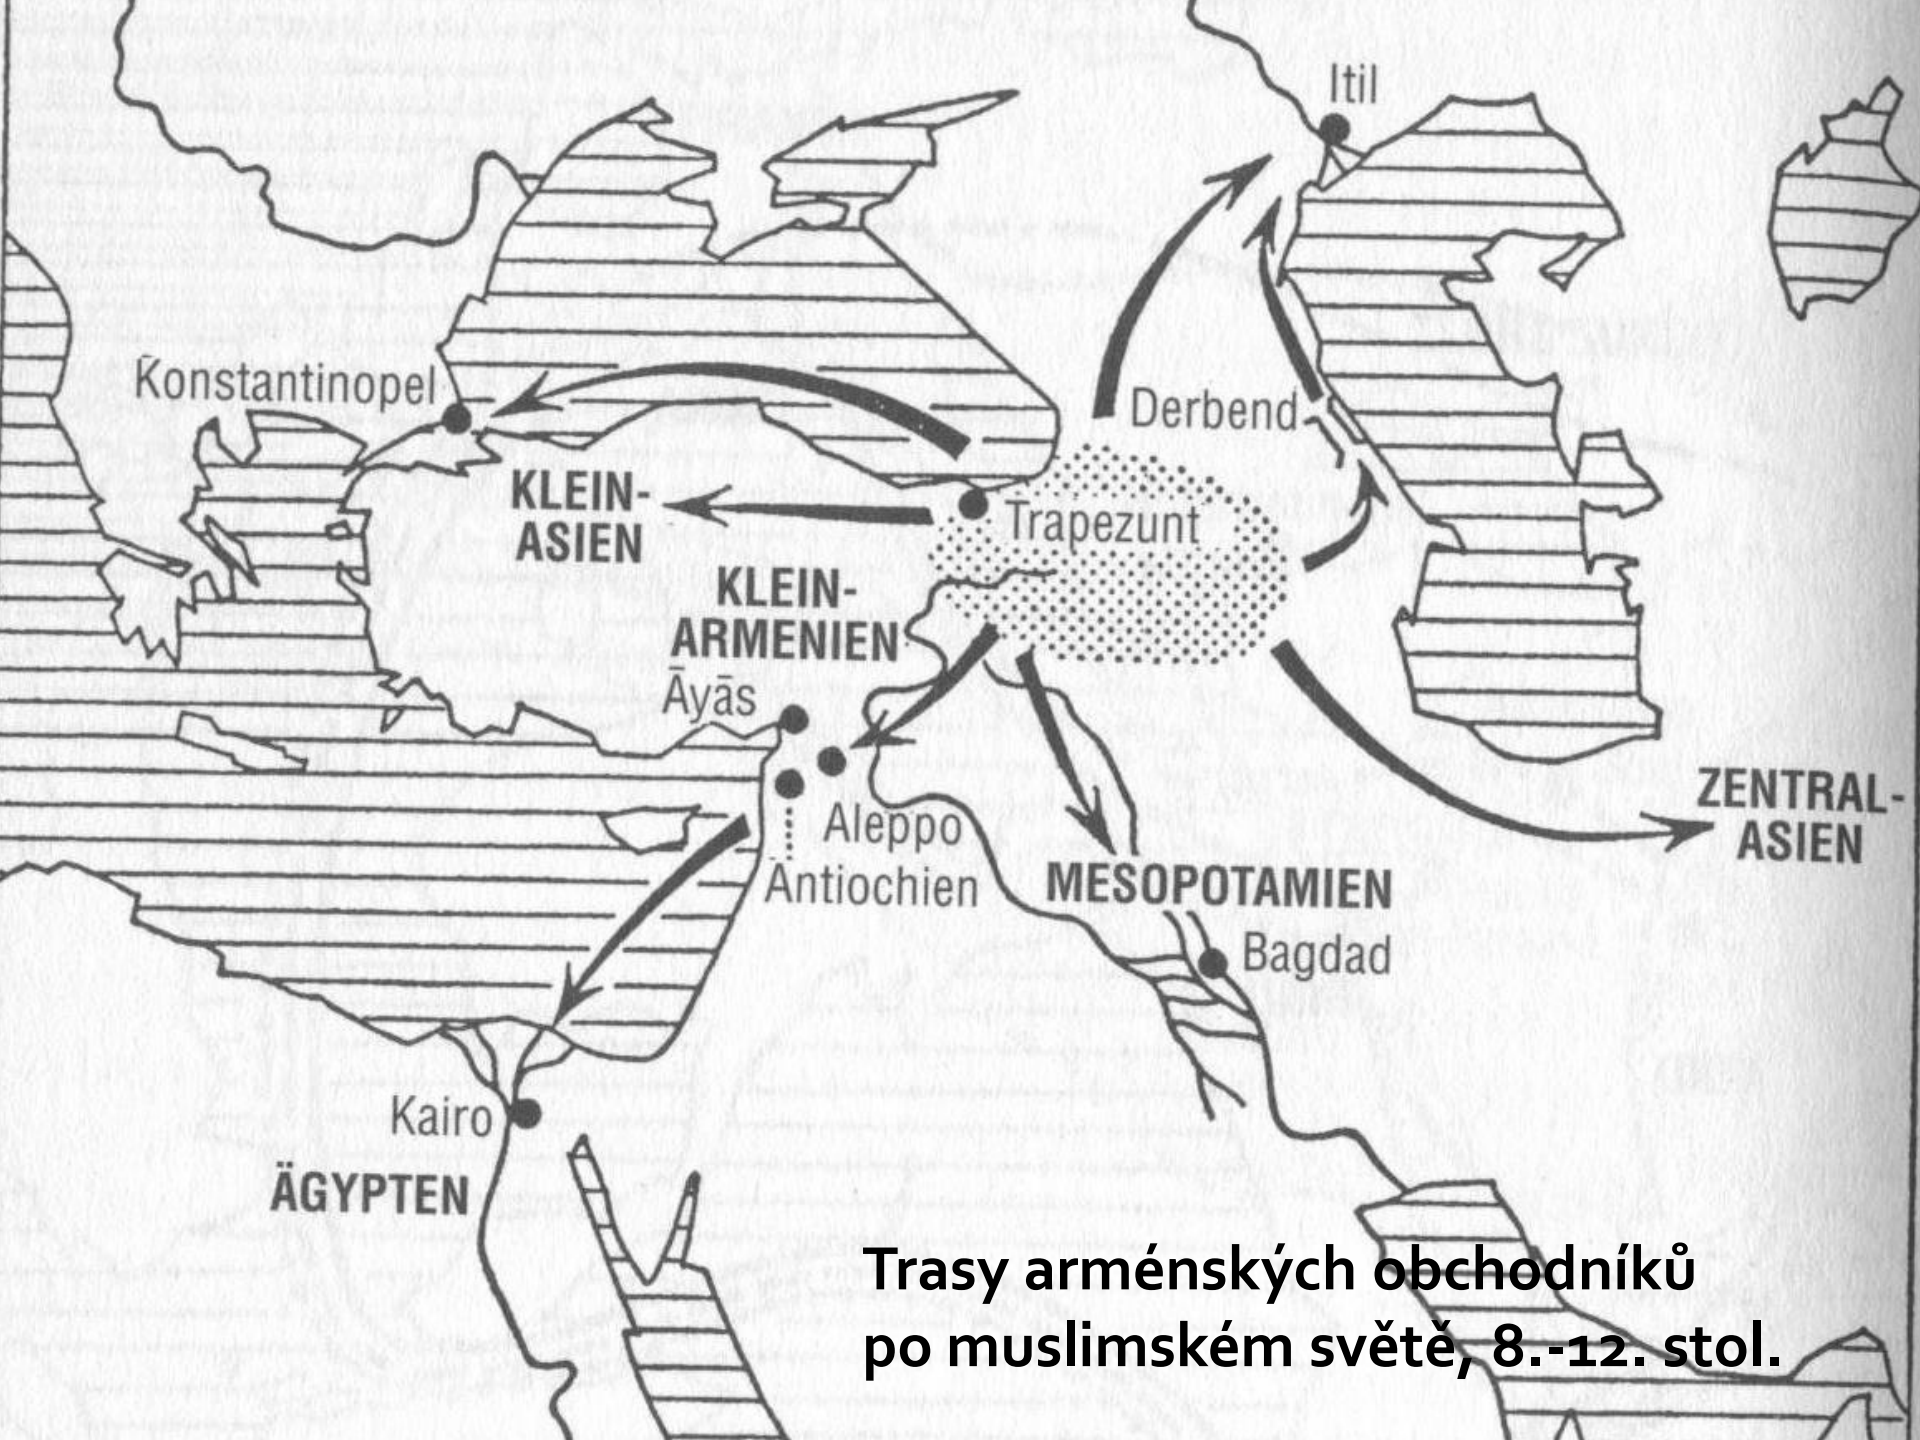 Itil
Konstantinopel
Derbend
KLEIN-
ASIEN
Trapezunt
KLEIN-
ARMENIEN
Āyās
ZENTRAL-
ASIEN
Aleppo
Antiochien
MESOPOTAMIEN
Bagdad
Kairo
ÄGYPTEN
Trasy arménských obchodníků
po muslimském světě, 8.-12. stol.